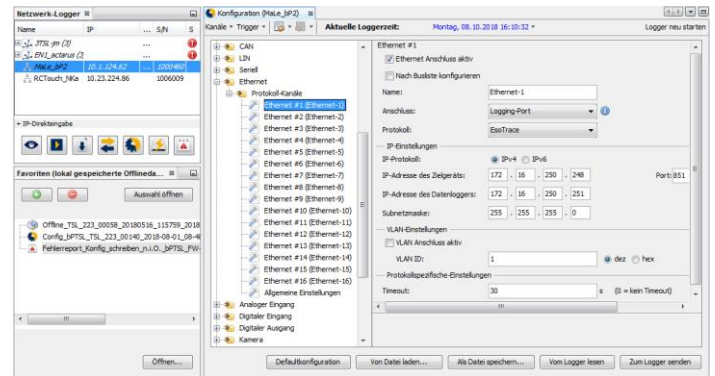 Netzwerk-Logger
Name IP S/N S
JTSL-jm (3) ...
EN1_actarus (3 ...
MaLe_bP2 10.1.124.62 ... 1000460
RCTouch_NKa 10.23.224.86 1006009
IP-Direkteingabe
Favoriten (lokal gespeicherte Offlineda...
Auswahl öffnen
Offline_TSL_223_00058_20180516_115759_2018
Config_bPTSL_TSL_223_00140_2018-08-01_08-4
Fehlerreport_Konfig_schreiben_n.i.O._bPTSL_FW-
Öffnen...
Konfiguration (MaLe_bP2)
Kanäle Trigger Aktuelle Loggerzeit: Montag, 08.10.2018 16:10:32 Logger neu starten
CAN
LIN
Seriell
Ethernet
Protokoll-Kanäle
Ethernet #1 (Ethernet-1)
Ethernet #2 (Ethernet-2)
Ethernet #3 (Ethernet-3)
Ethernet #4 (Ethernet-4)
Ethernet #5 (Ethernet-5)
Ethernet #6 (Ethernet-6)
Ethernet #7 (Ethernet-7)
Ethernet #8 (Ethernet-8)
Ethernet #9 (Ethernet-9)
Ethernet #10 (Ethernet-10)
Ethernet #11 (Ethernet-11)
Ethernet #12 (Ethernet-12)
Ethernet #13 (Ethernet-13)
Ethernet #14 (Ethernet-14)
Ethernet #15 (Ethernet-15)
Ethernet #16 (Ethernet-16)
Allgemeine Einstellungen
Analoger Eingang
Digitaler Eingang
Digitaler Ausgang
Kamera
Ethernet #1
Ethernet Anschluss aktiv
Nach Busliste konfigurieren
Name: Ethernet-1
Anschluss: Logging-Port
Protokoll: EsoTrace
IP-Einstellungen
IP-Protokoll: IPv4 IPv6
IP-Adresse des Zielgeräts: 172 . 16 . 250 . 248 Port: 851
IP-Adresse des Datenloggers: 172 . 16 . 250 . 251
Subnetzmaske: 255 . 255 . 255 . 0
VLAN-Einstellungen
VLAN Anschluss aktiv
VLAN ID: 1 dez hex
Protokollspezifische-Einstellungen
Timeout: 30 s (0 = kein Timeout)
Defaultkonfiguration Von Datei laden... Als Datei speichern... Vom Logger lesen Zum Logger senden